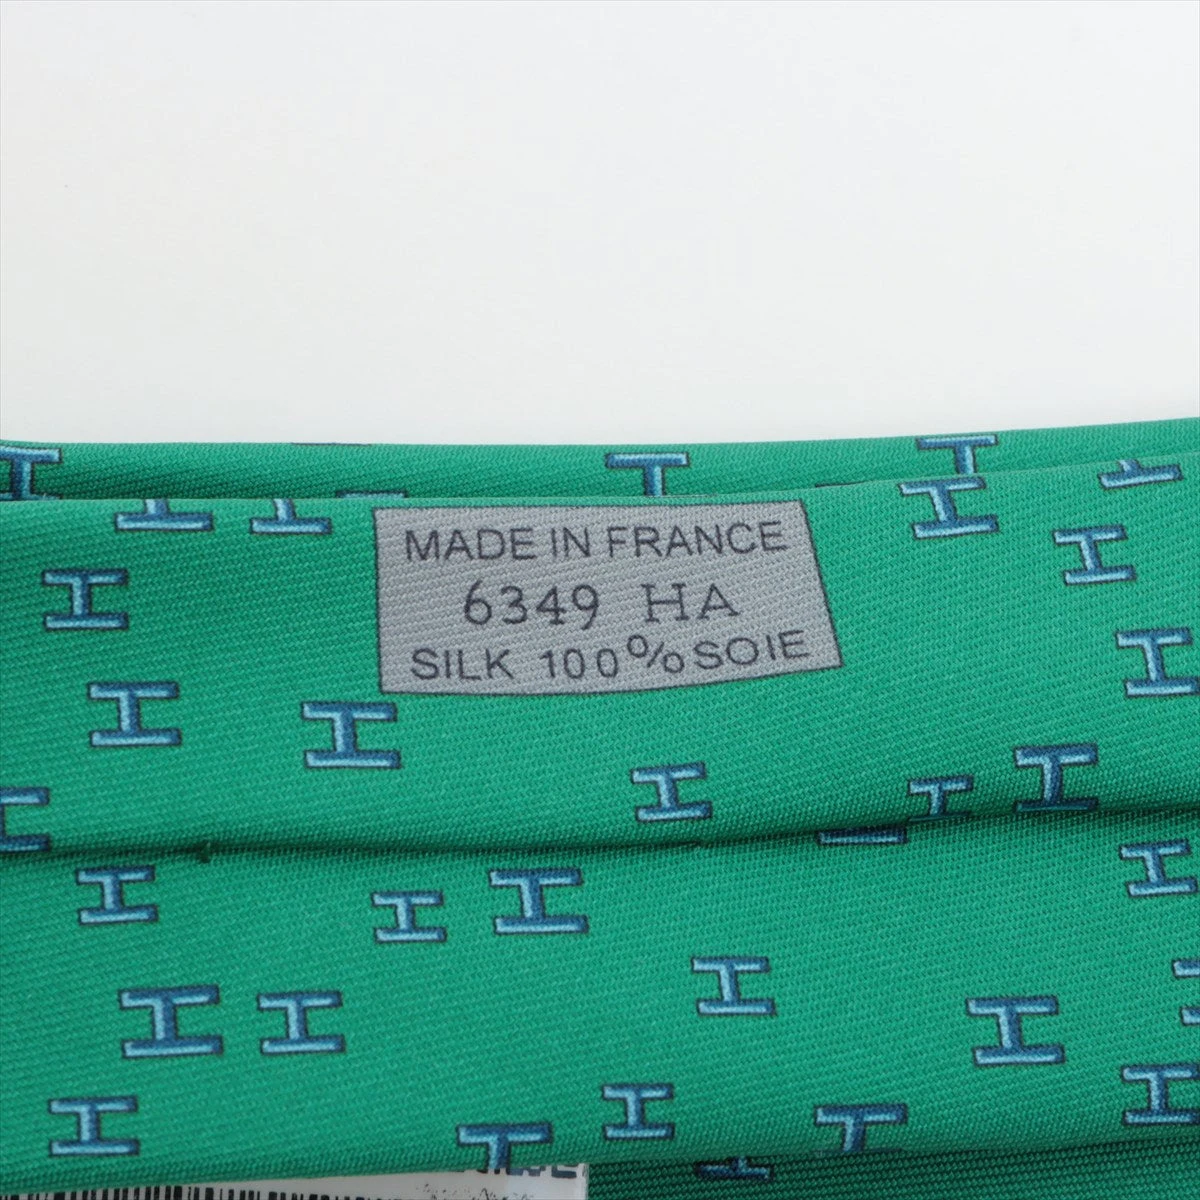 MADE IN FRANCE
6349 HA
SILK 100% SOIE